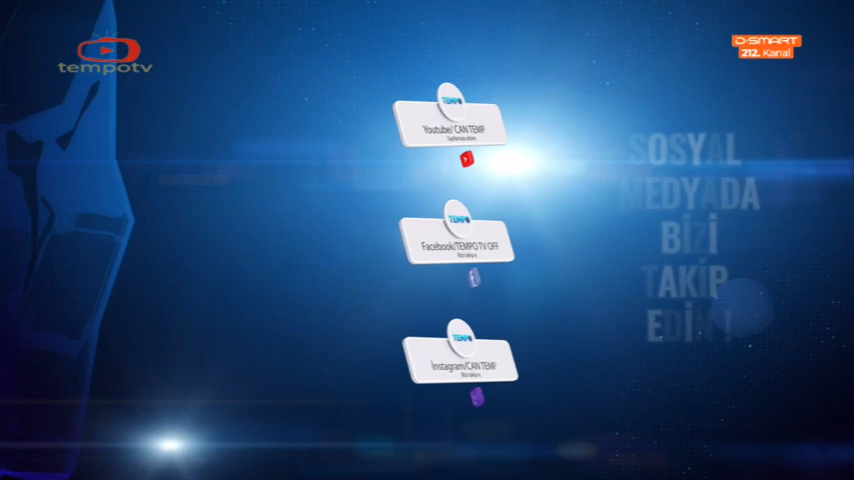 tempotv
D-SMART
212. Kanal
TEMPO
Youtube/ CAN TEMP
TEMPO
Facebook/TEMPO TV OFF
TEMPO
İnstagram/CAN TEMP
SOSYAL
MEDYADA
BİZİ
TAKİP
EDİN !